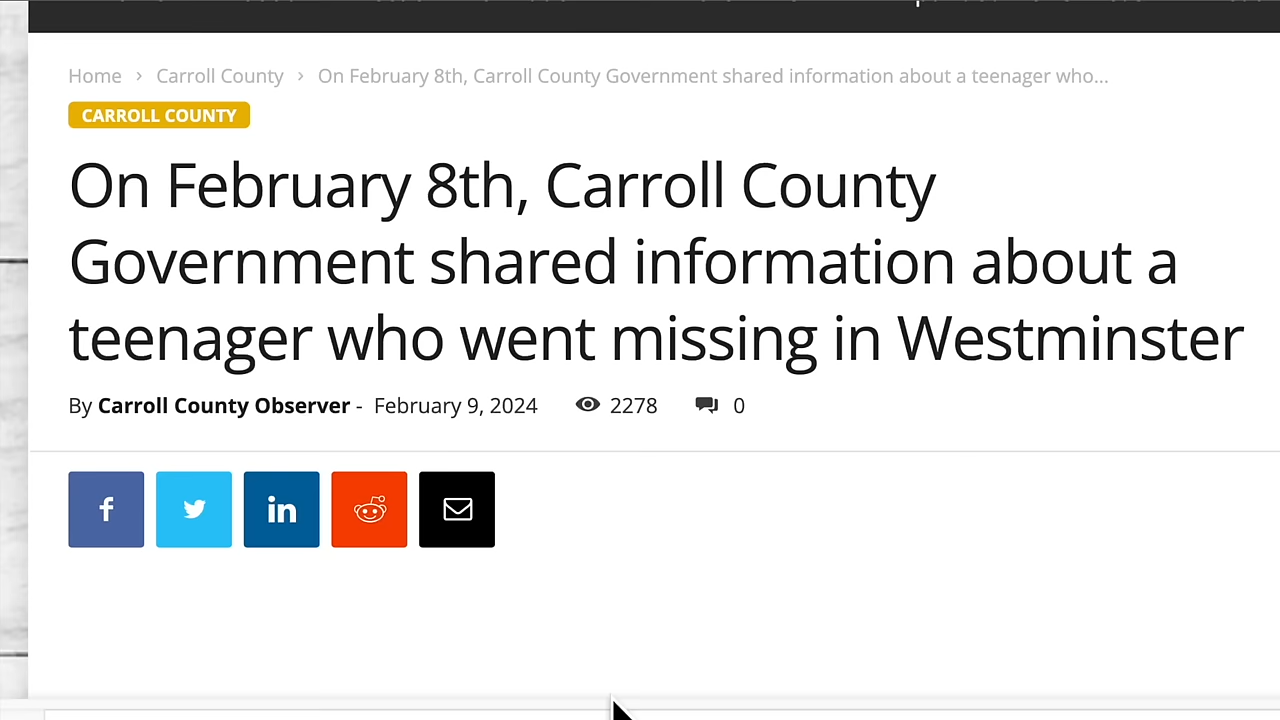 Home › Carroll County › On February 8th, Carroll County Government shared information about a teenager who...
CARROLL COUNTY
On February 8th, Carroll County
Government shared information about a
teenager who went missing in Westminster
By Carroll County Observer - February 9, 2024 2278 0
f in